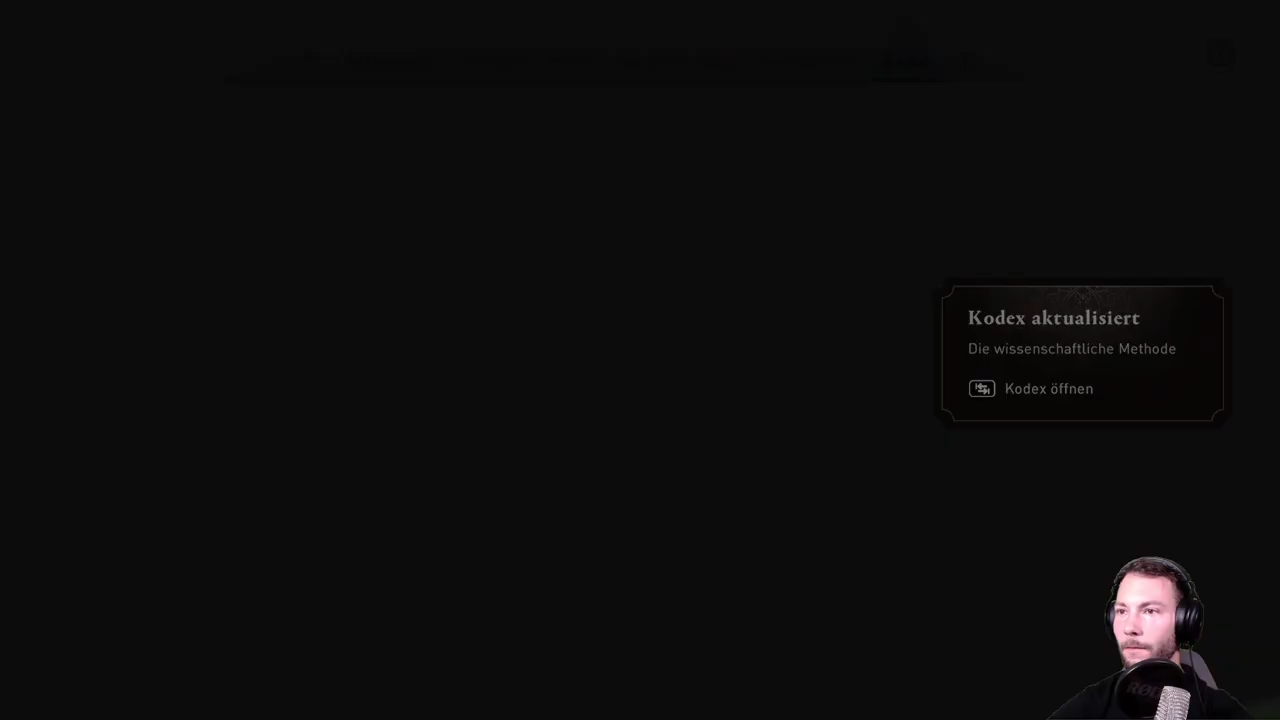 Kodex aktualisiert
Die wissenschaftliche Methode
Kodex öffnen